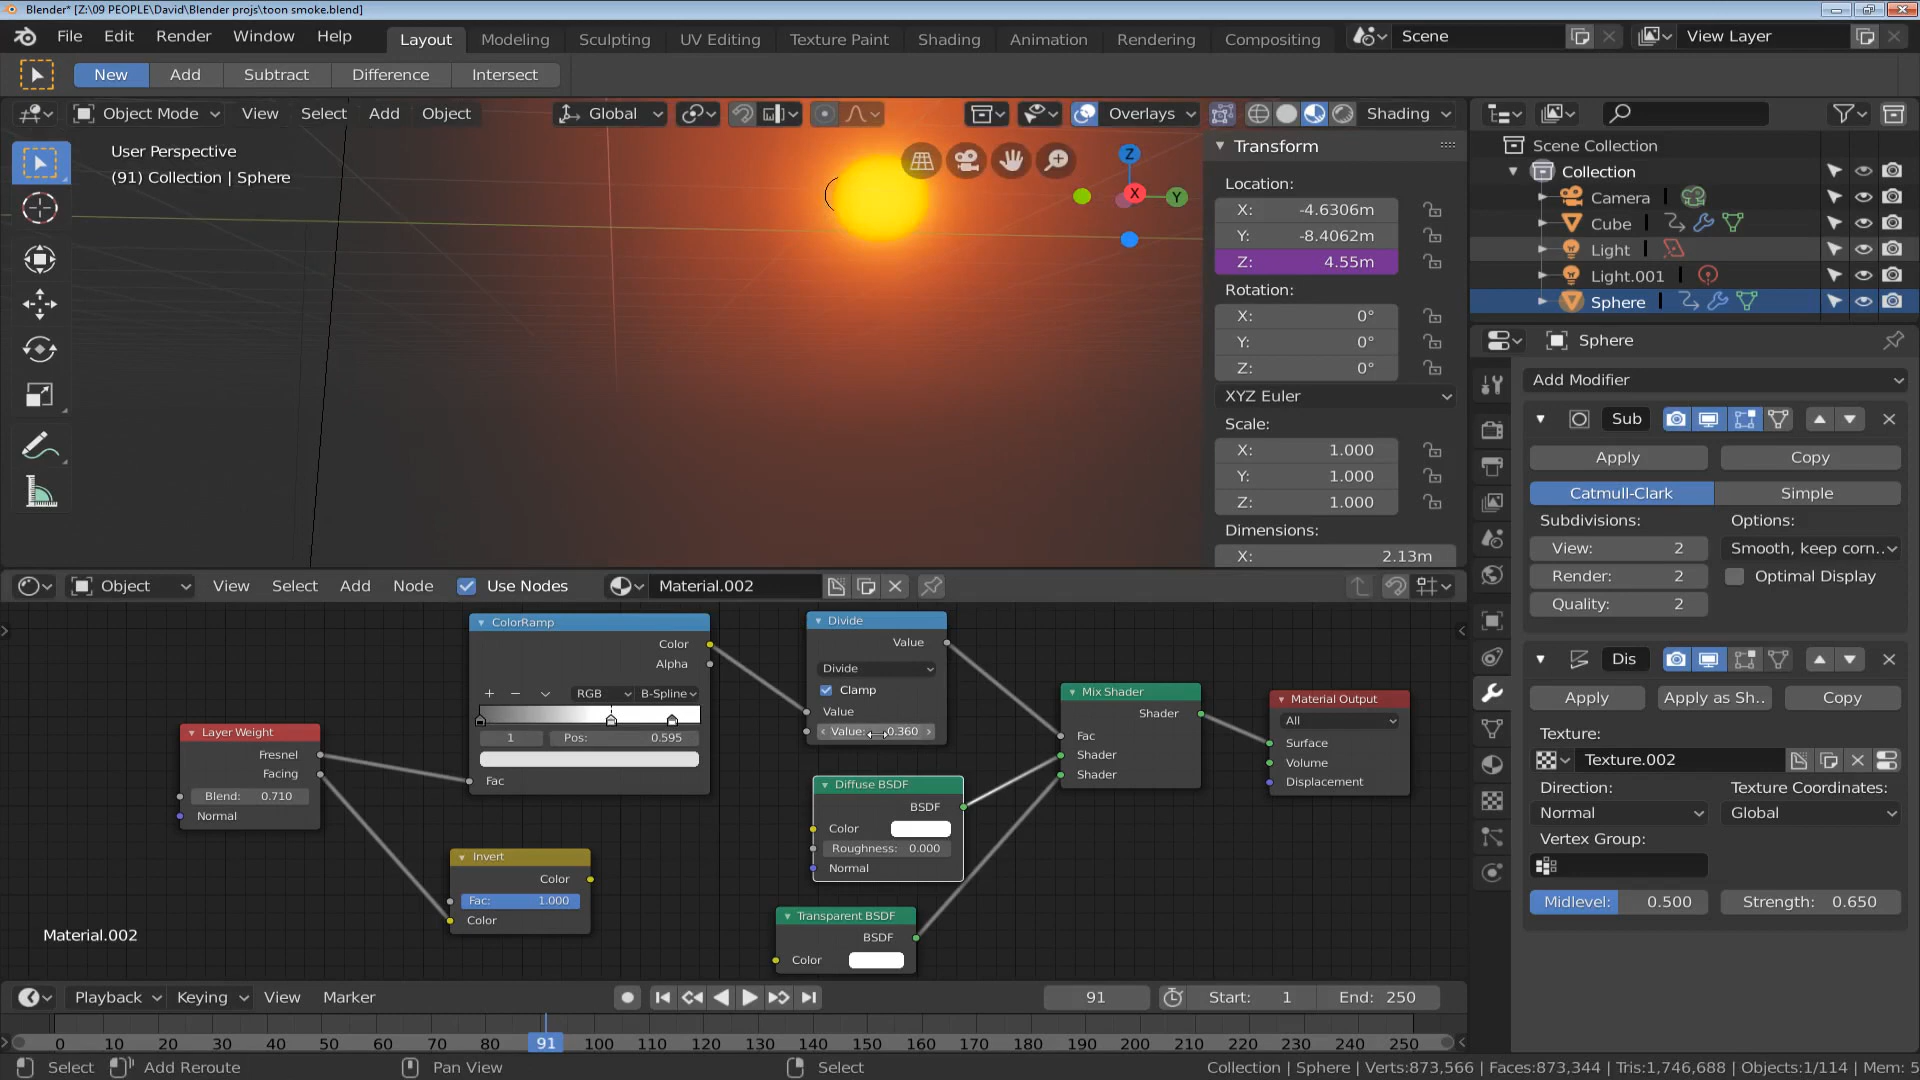 Blender* [Z:\09 PEOPLE\David\Blender projs\toon smoke.blend]
File Edit Render Window Help Layout Modeling Sculpting UV Editing Texture Paint Shading Animation Rendering Compositing Scene View Layer
New Add Subtract Difference Intersect
Object Mode View Select Add Object Global Overlays Shading
User Perspective
(91) Collection | Sphere
Z
X
Y
Transform
Location:
X: -4.6306m
Y: -8.4062m
Z: 4.55m
Rotation:
X: 0°
Y: 0°
Z: 0°
XYZ Euler
Scale:
X: 1.000
Y: 1.000
Z: 1.000
Dimensions:
X: 2.13m
Scene Collection
Collection
Camera
Cube
Light
Light.001
Sphere
Sphere
Add Modifier
Sub
Apply Copy
Catmull-Clark Simple
Subdivisions: Options:
View: 2 Smooth, keep corn..
Render: 2 Optimal Display
Quality: 2
Dis
Apply Apply as Sh.. Copy
Texture:
Texture.002
Direction: Texture Coordinates:
Normal Global
Vertex Group:
Midlevel: 0.500 Strength: 0.650
Object View Select Add Node Use Nodes Material.002
Layer Weight
Fresnel
Facing
Blend: 0.710
Normal
ColorRamp
Color
Alpha
RGB B-Spline
1 Pos: 0.595
Fac
Invert
Color
Fac: 1.000
Color
Divide
Value
Divide
Clamp
Value
Value: 0.360
Diffuse BSDF
BSDF
Color
Roughness: 0.000
Normal
Transparent BSDF
BSDF
Color
Mix Shader
Shader
Fac
Shader
Shader
Material Output
All
Surface
Volume
Displacement
Material.002
Playback Keying View Marker 91 Start: 1 End: 250
0 10 20 30 40 50 60 70 80 91 100 110 120 130 140 150 160 170 180 190 200 210 220 230 240 250
Select Add Reroute Pan View Select Collection | Sphere | Verts:873,566 | Faces:873,344 | Tris:1,746,688 | Objects:1/114 | Mem: 5